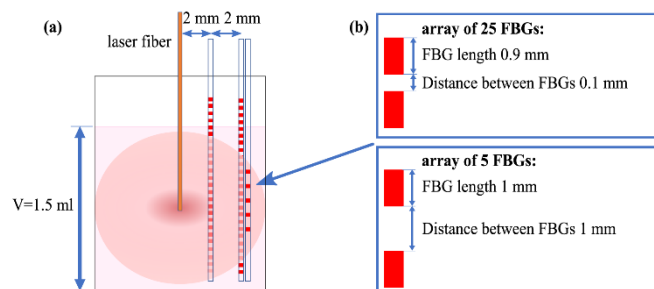 (a)
2 mm 2 mm
laser fiber
V=1.5 ml
(b)
array of 25 FBGs:
FBG length 0.9 mm
Distance between FBGs 0.1 mm
array of 5 FBGs:
FBG length 1 mm
Distance between FBGs 1 mm